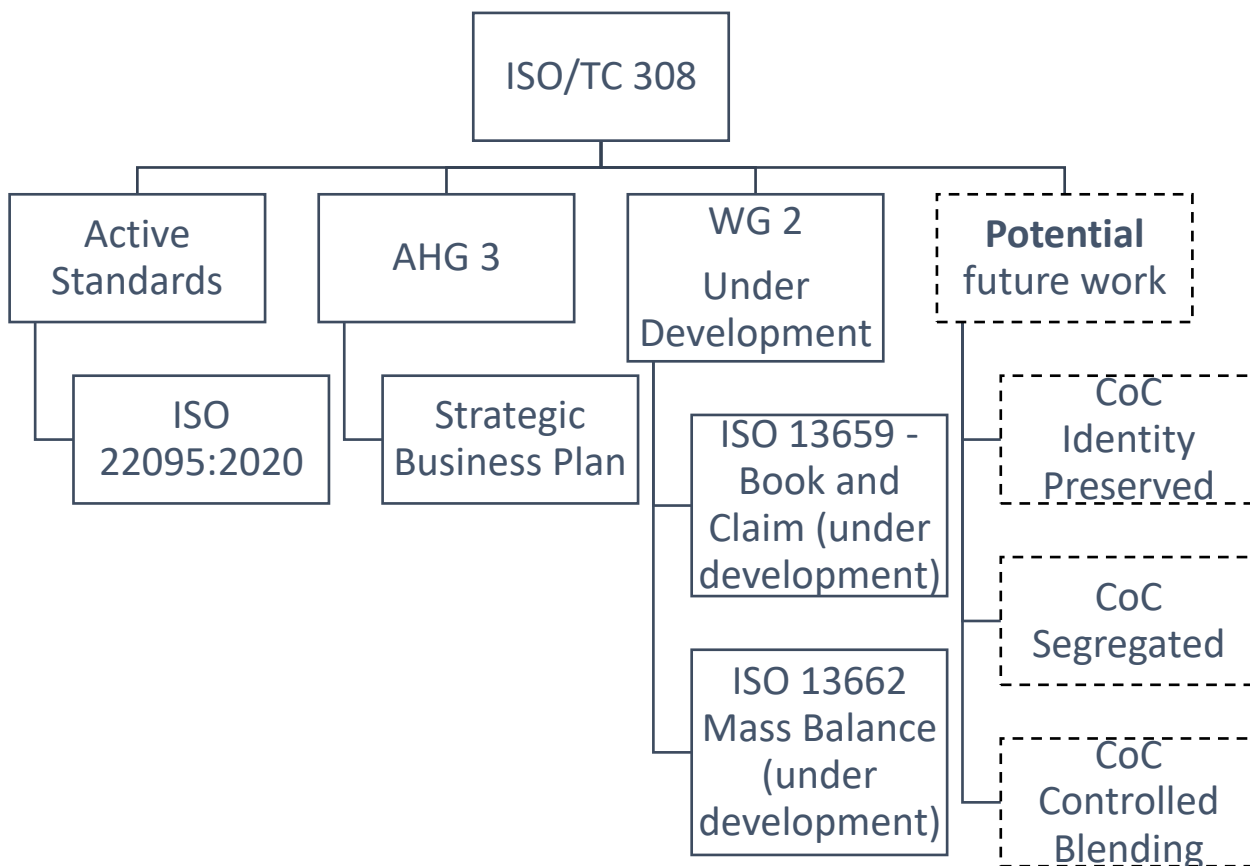 ISO/TC 308
Active
Standards
ISO
22095:2020
AHG 3
Strategic
Business Plan
WG 2
Under
Development
ISO 13659 -
Book and
Claim (under
development)
ISO 13662
Mass Balance
(under
development)
Potential
future work
CoC
Identity
Preserved
CoC
Segregated
CoC
Controlled
Blending